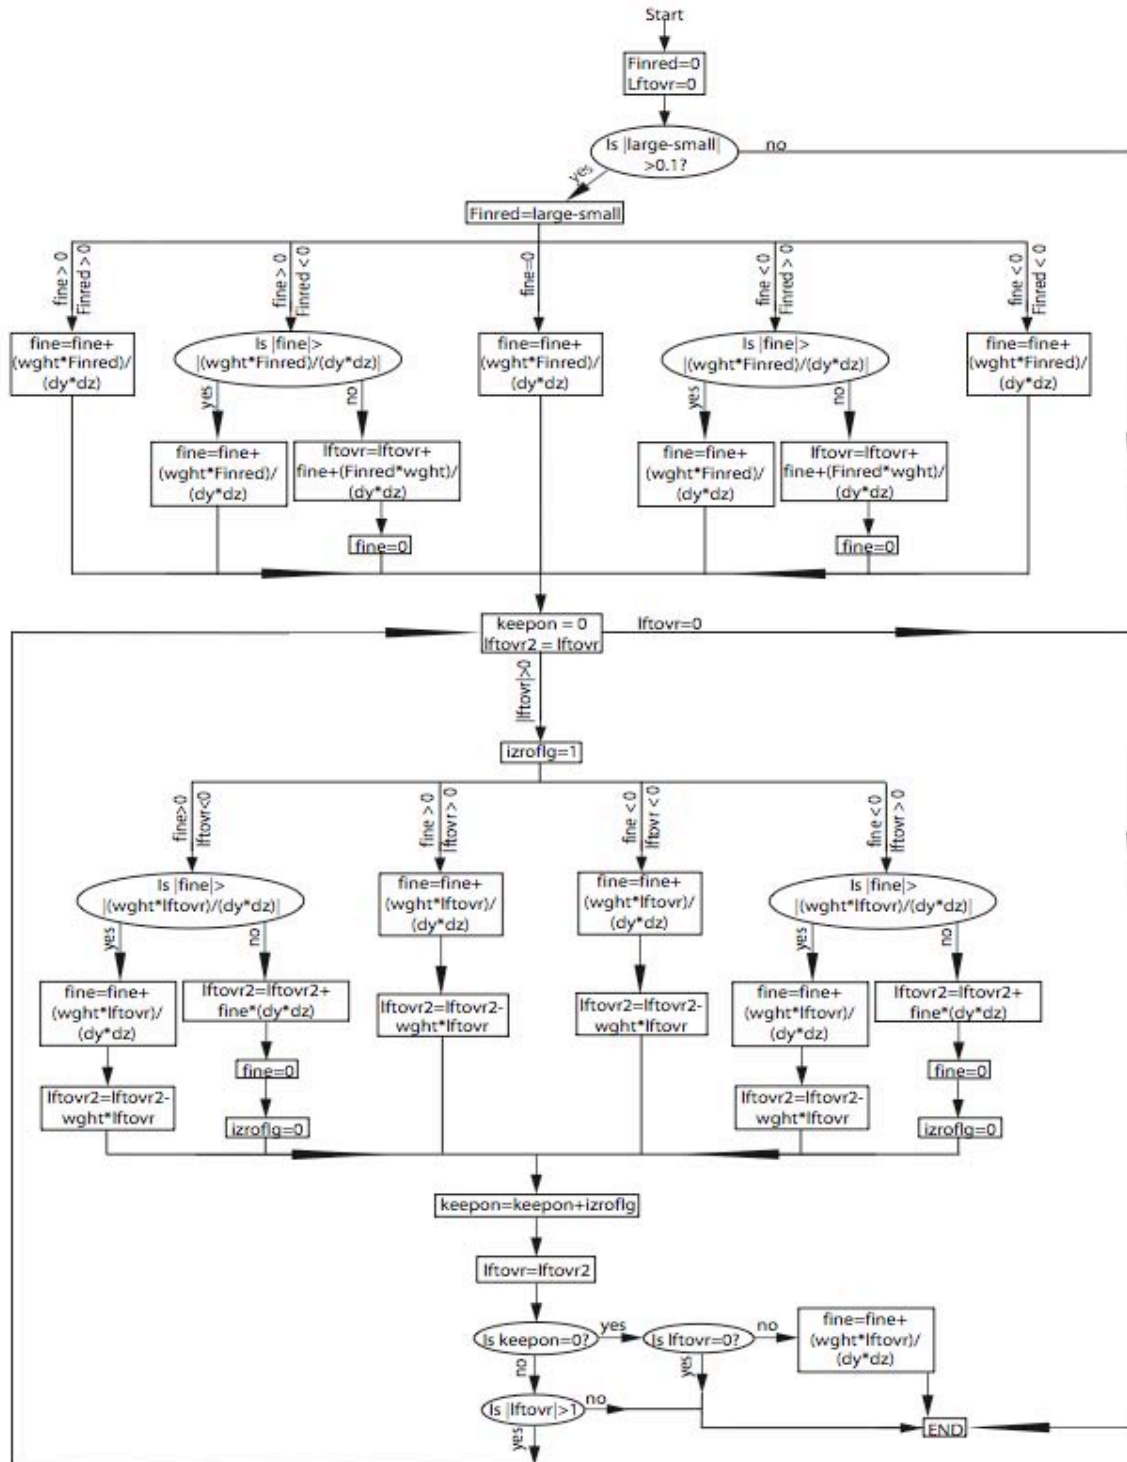 Start
Finred=0
Lftovr=0
Is |large-small|
>0.1?
no
yes
Finred=large-small
fine > 0
Finred > 0
fine > 0
Finred < 0
fine=0
fine < 0
Finred > 0
fine < 0
Finred < 0
fine=fine+
(wght*Finred)/
(dy*dz)
Is |fine|>
|(wght*Finred)/(dy*dz)|
fine=fine+
(wght*Finred)/
(dy*dz)
Is |fine|>
|(wght*Finred)/(dy*dz)|
fine=fine+
(wght*Finred)/
(dy*dz)
yes
no
yes
no
fine=fine+
(wght*Finred)/
(dy*dz)
lftovr=lftovr+
fine+(Finred*wght)/
(dy*dz)
fine=fine+
(wght*Finred)/
(dy*dz)
lftovr=lftovr+
fine+(Finred*wght)/
(dy*dz)
fine=0
fine=0
keepon = 0
lftovr2 = lftovr
lftovr=0
|lftovr|>0
izroflg=1
fine>0
lftovr<0
fine > 0
lftovr > 0
fine < 0
lftovr < 0
fine < 0
lftovr > 0
Is |fine|>
|(wght*lftovr)/(dy*dz)|
fine=fine+
(wght*lftovr)/
(dy*dz)
fine=fine+
(wght*lftovr)/
(dy*dz)
Is |fine|>
|(wght*lftovr)/(dy*dz)|
yes
no
yes
no
fine=fine+
(wght*lftovr)/
(dy*dz)
lftovr2=lftovr2+
fine*(dy*dz)
lftovr2=lftovr2-
wght*lftovr
lftovr2=lftovr2-
wght*lftovr
fine=fine+
(wght*lftovr)/
(dy*dz)
lftovr2=lftovr2+
fine*(dy*dz)
fine=0
fine=0
lftovr2=lftovr2-
wght*lftovr
izroflg=0
lftovr2=lftovr2-
wght*lftovr
izroflg=0
keepon=keepon+izroflg
lftovr=lftovr2
Is keepon=0?
yes
Is lftovr=0?
no
fine=fine+
(wght*lftovr)/
(dy*dz)
no
yes
Is |lftovr|>1
no
END
yes